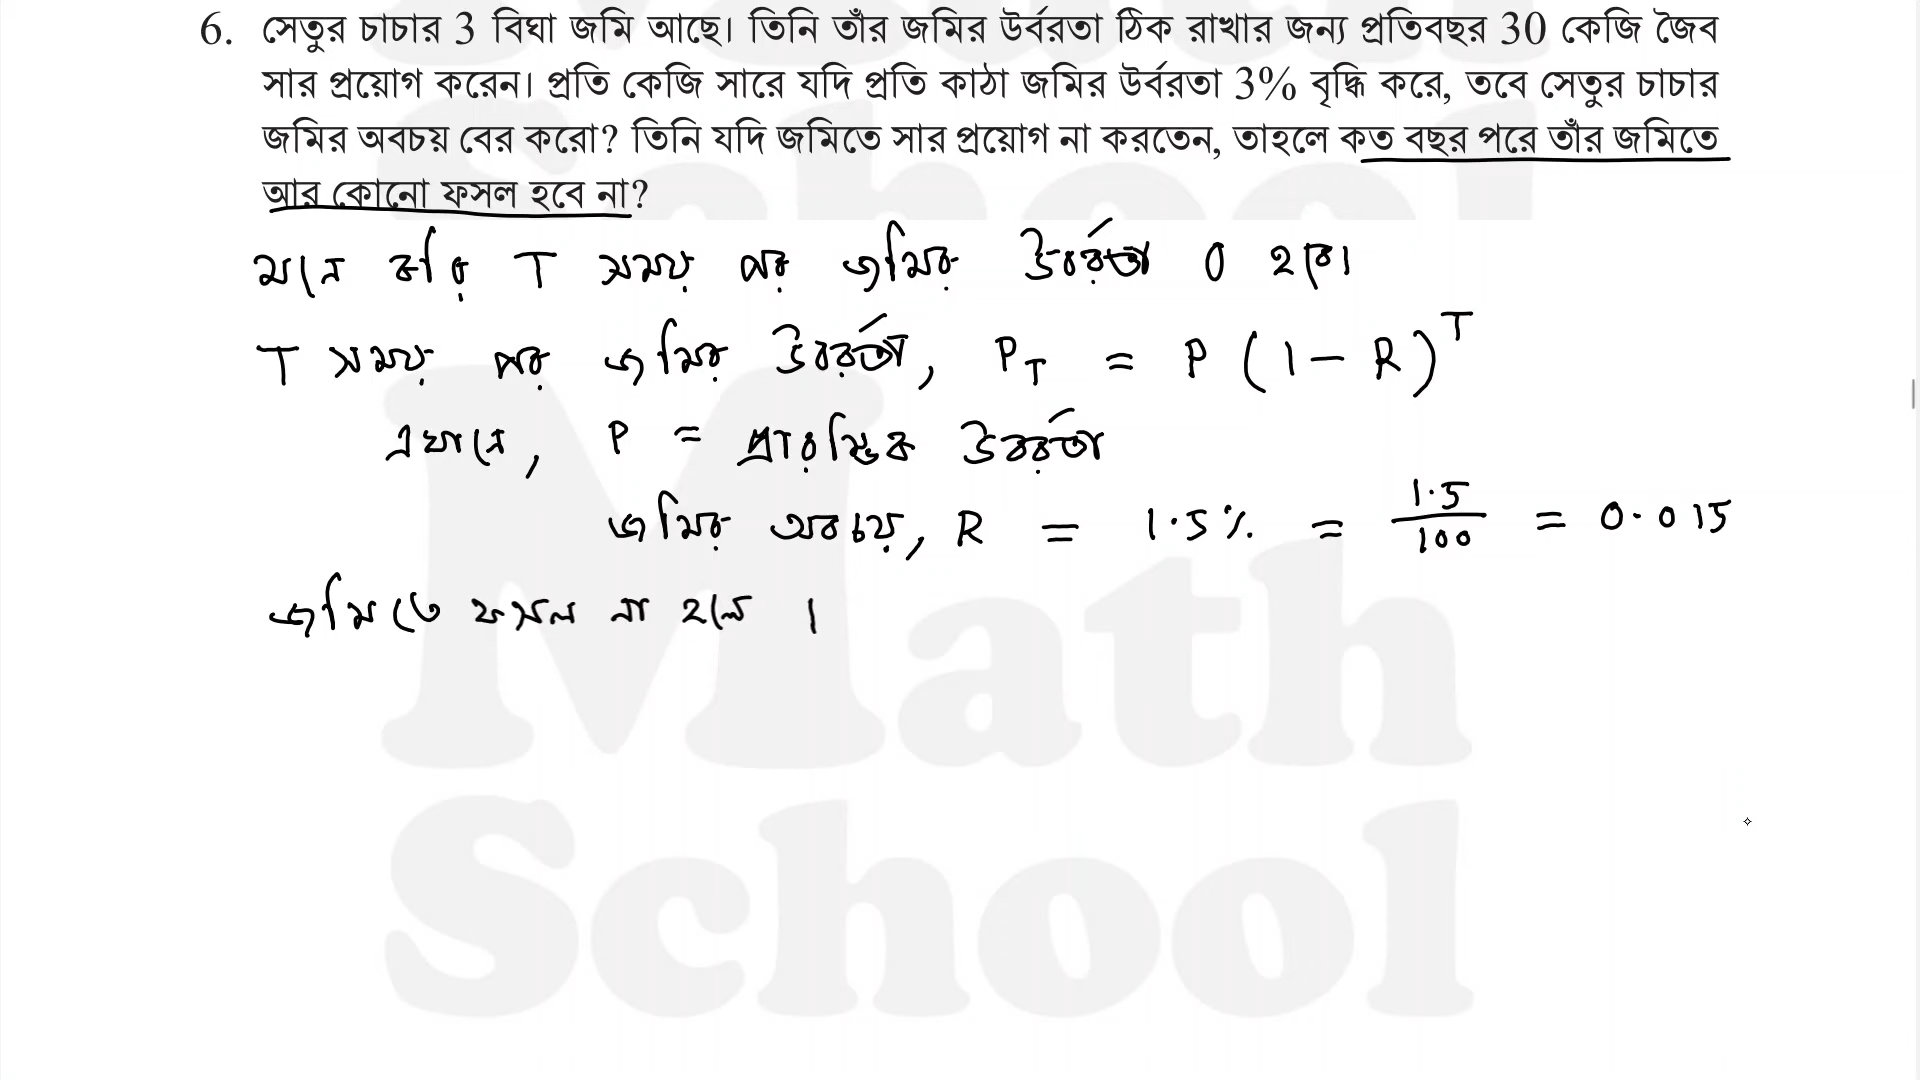 6. সেতুর চাচার 3 বিঘা জমি আছে। তিনি তাঁর জমির উর্বরতা ঠিক রাখার জন্য প্রতিবছর 30 কেজি জৈব
সার প্রয়োগ করেন। প্রতি কেজি সারে যদি প্রতি কাঠা জমির উর্বরতা 3% বৃদ্ধি করে, তবে সেতুর চাচার
জমির অবচয় বের করো? তিনি যদি জমিতে সার প্রয়োগ না করতেন, তাহলে কত বছর পরে তাঁর জমিতে
আর কোনো ফসল হবে না?
মনে করি T সময় পর জমির উর্বরতা 0 হবে।
T সময় পর জমির উর্বরতা, P_T = P (1 - R)^T
এখানে, P = প্রারম্ভিক উর্বরতা
জমির অবচয়, R = 1.5% = 1.5/100 = 0.015
জমিতে ফসল না হলে |
Math
School